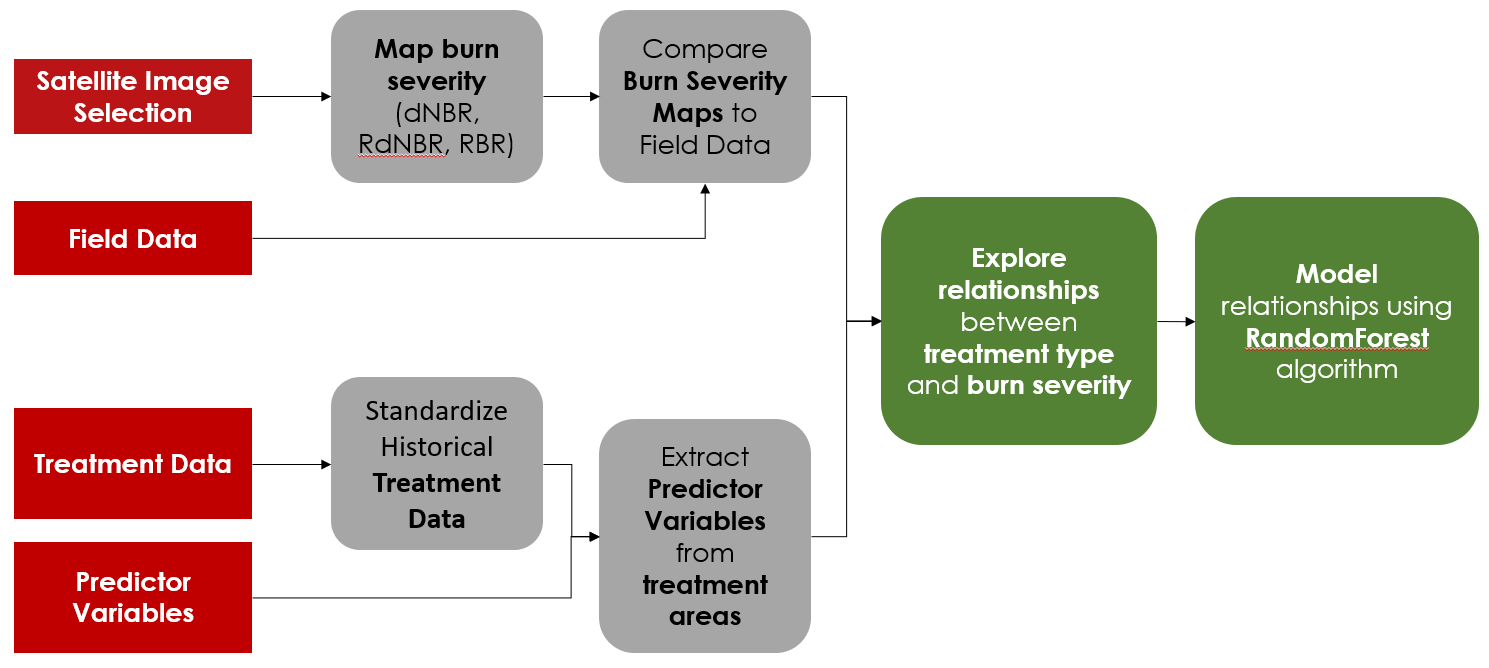 Satellite Image
Selection
Map burn
severity
(dNBR,
RdNBR, RBR)
Compare
Burn Severity
Maps to
Field Data
Field Data
Explore
relationships
between
treatment type
and burn severity
Model
relationships using
RandomForest
algorithm
Treatment Data
Standardize
Historical
Treatment
Data
Predictor
Variables
Extract
Predictor
Variables
from
treatment
areas